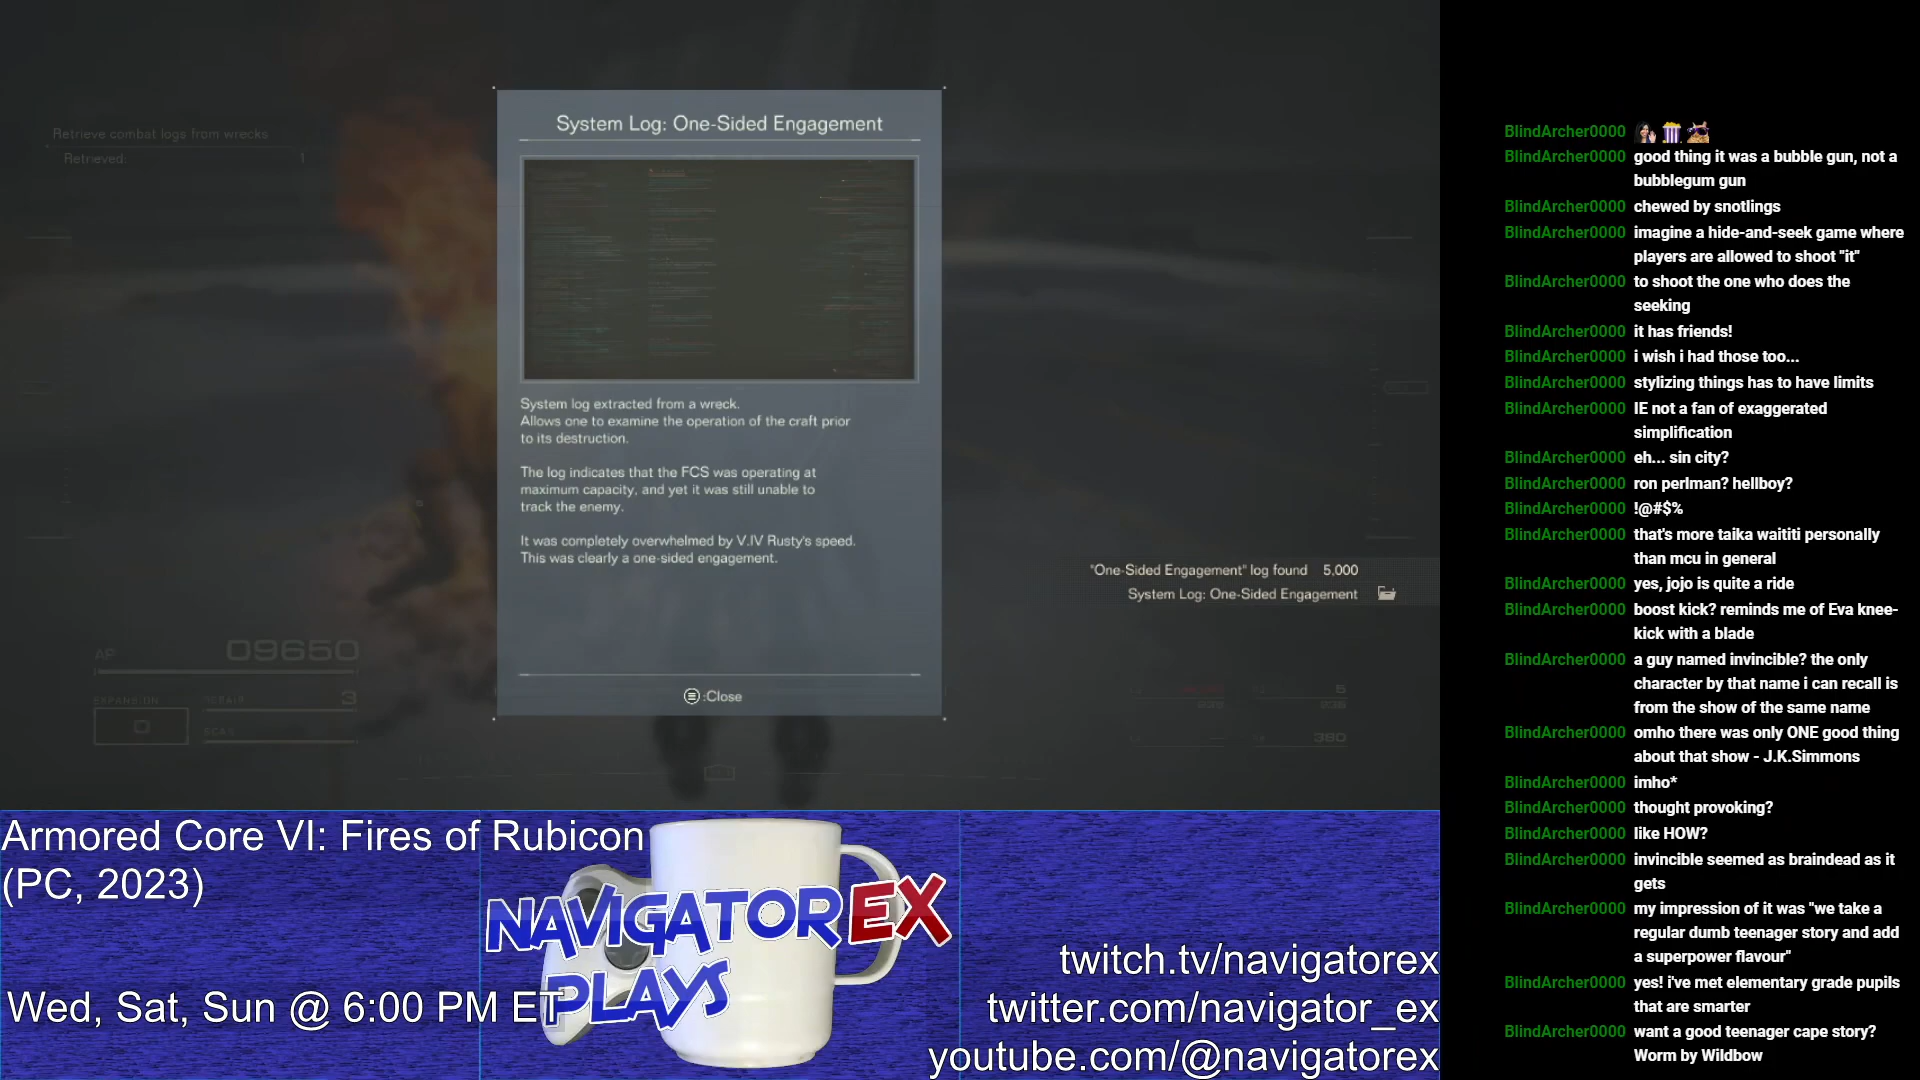 Retrieve combat logs from wrecks
Retrieved: 1
System Log: One-Sided Engagement
System log extracted from a wreck.
Allows one to examine the operation of the craft prior
to its destruction.
The log indicates that the FCS was operating at
maximum capacity, and yet it was still unable to
track the enemy.
It was completely overwhelmed by V.IV Rusty's speed.
This was clearly a one-sided engagement.
:Close
"One-Sided Engagement" log found 5,000
System Log: One-Sided Engagement
AP 09650
EXPANSION
REPAIR 3
380
BlindArcher0000
BlindArcher0000 good thing it was a bubble gun, not a
bubblegum gun
BlindArcher0000 chewed by snotlings
BlindArcher0000 imagine a hide-and-seek game where
players are allowed to shoot "it"
BlindArcher0000 to shoot the one who does the
seeking
BlindArcher0000 it has friends!
BlindArcher0000 i wish i had those too...
BlindArcher0000 stylizing things has to have limits
BlindArcher0000 IE not a fan of exaggerated
simplification
BlindArcher0000 eh... sin city?
BlindArcher0000 ron perlman? hellboy?
BlindArcher0000 !@#$%
BlindArcher0000 that's more taika waititi personally
than mcu in general
BlindArcher0000 yes, jojo is quite a ride
BlindArcher0000 boost kick? reminds me of Eva knee-
kick with a blade
BlindArcher0000 a guy named invincible? the only
character by that name i can recall is
from the show of the same name
BlindArcher0000 omho there was only ONE good thing
about that show - J.K.Simmons
BlindArcher0000 imho*
BlindArcher0000 thought provoking?
BlindArcher0000 like HOW?
BlindArcher0000 invincible seemed as braindead as it
gets
BlindArcher0000 my impression of it was "we take a
regular dumb teenager story and add
a superpower flavour"
BlindArcher0000 yes! i've met elementary grade pupils
that are smarter
BlindArcher0000 want a good teenager cape story?
Worm by Wildbow
Armored Core VI: Fires of Rubicon
(PC, 2023)
Wed, Sat, Sun @ 6:00 PM ET
NAVIGATOREX
PLAYS
twitch.tv/navigatorex
twitter.com/navigator_ex
youtube.com/@navigatorex